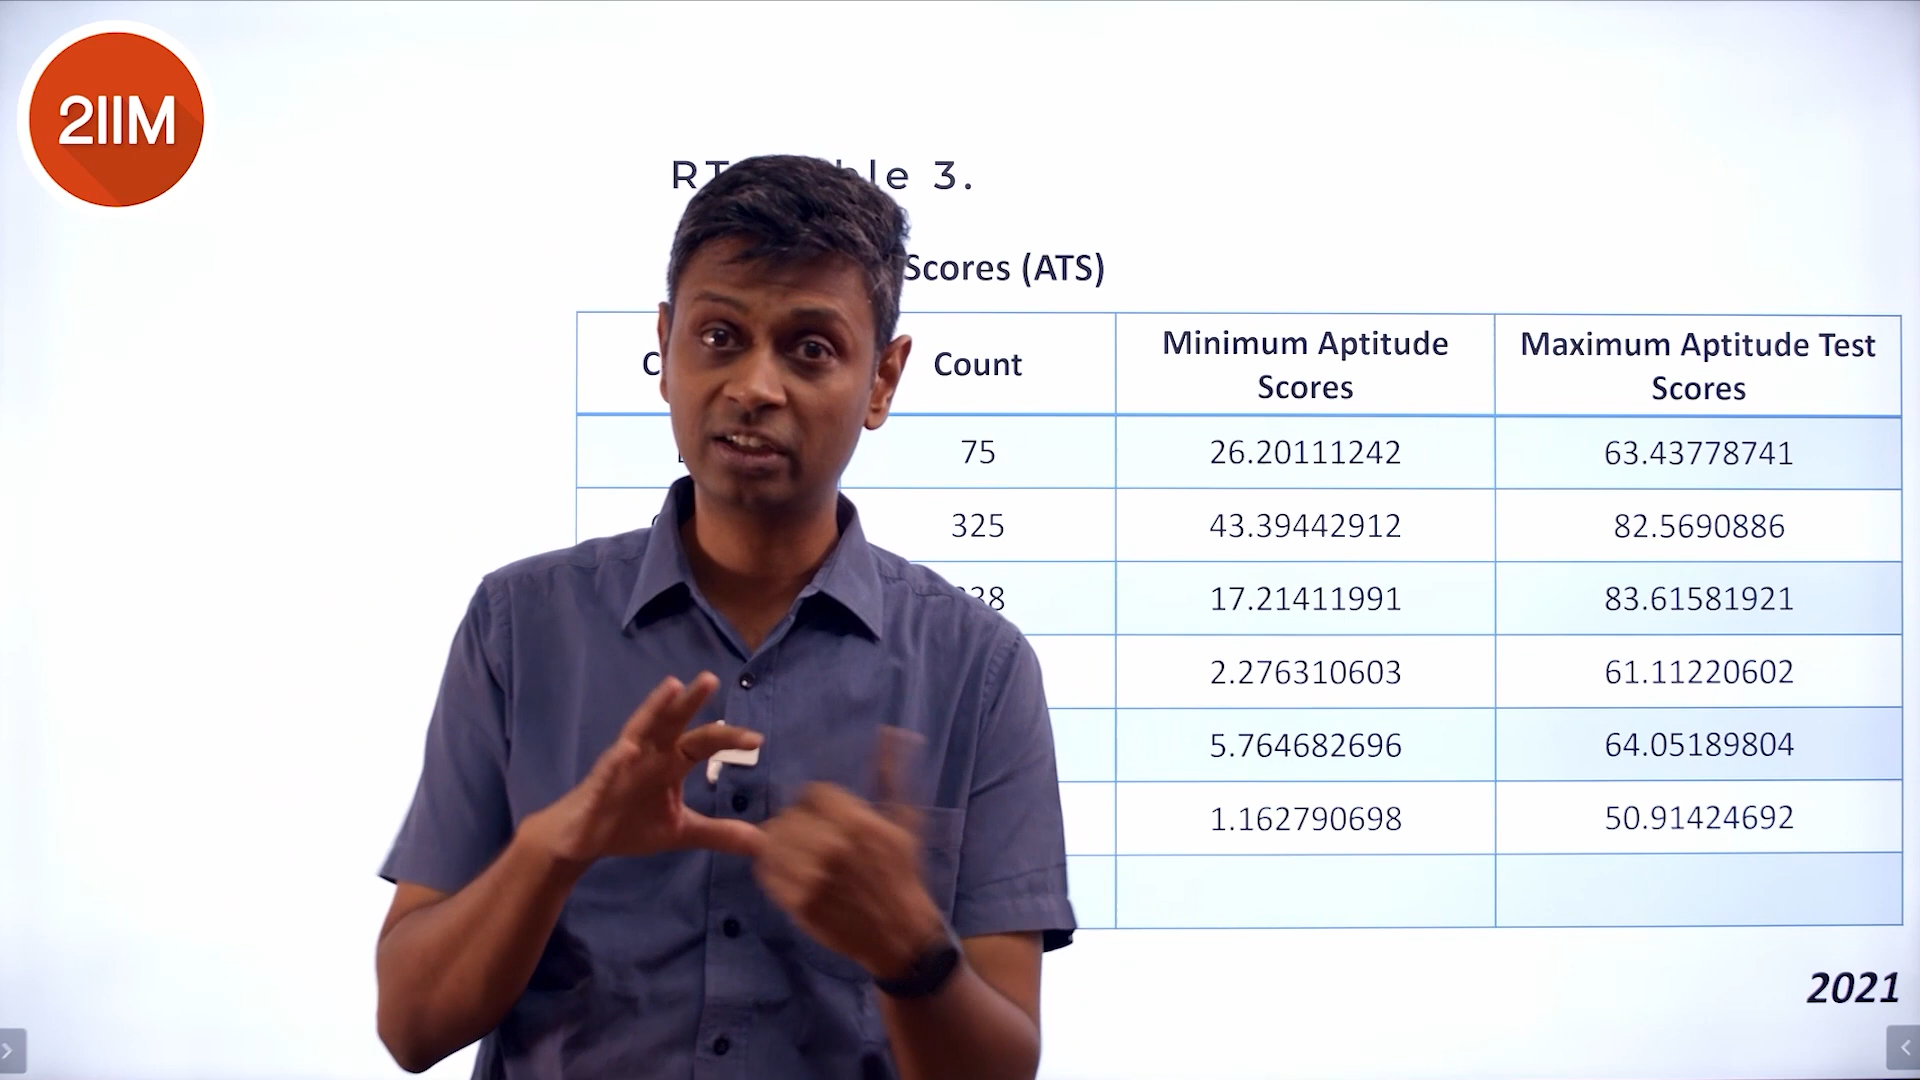 2IIM
3.
Scores (ATS)
Count
Minimum Aptitude
Scores
Maximum Aptitude Test
Scores
75 26.20111242 63.43778741
325 43.39442912 82.5690886
17.21411991 83.61581921
2.276310603 61.11220602
5.764682696 64.05189804
1.162790698 50.91424692
2021